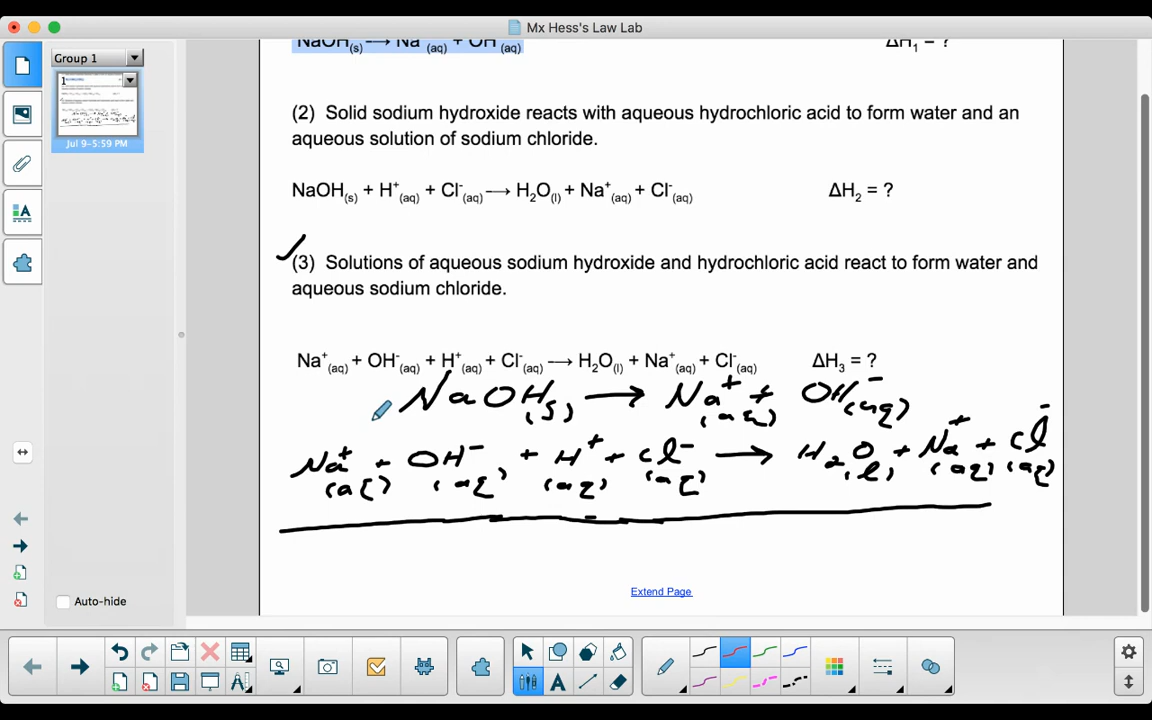 Mx Hess's Law Lab
Group 1
NaOH(s) ⟶ Na (aq) + OH (aq) ΔH1 = ?
1
Jul 9–5:59 PM
(2) Solid sodium hydroxide reacts with aqueous hydrochloric acid to form water and an
aqueous solution of sodium chloride.
NaOH(s) + H+(aq) + Cl-(aq) ⟶ H2O(l) + Na+(aq) + Cl-(aq) ΔH2 = ?
(3) Solutions of aqueous sodium hydroxide and hydrochloric acid react to form water and
aqueous sodium chloride.
Na+(aq) + OH-(aq) + H+(aq) + Cl-(aq) ⟶ H2O(l) + Na+(aq) + Cl-(aq) ΔH3 = ?
NaOH(s) → Na+(aq) + OH-(aq)
Na+(aq) + OH-(aq) + H+(aq) + Cl-(aq) → H2O(l) + Na+(aq) + Cl-(aq)
Extend Page
Auto-hide